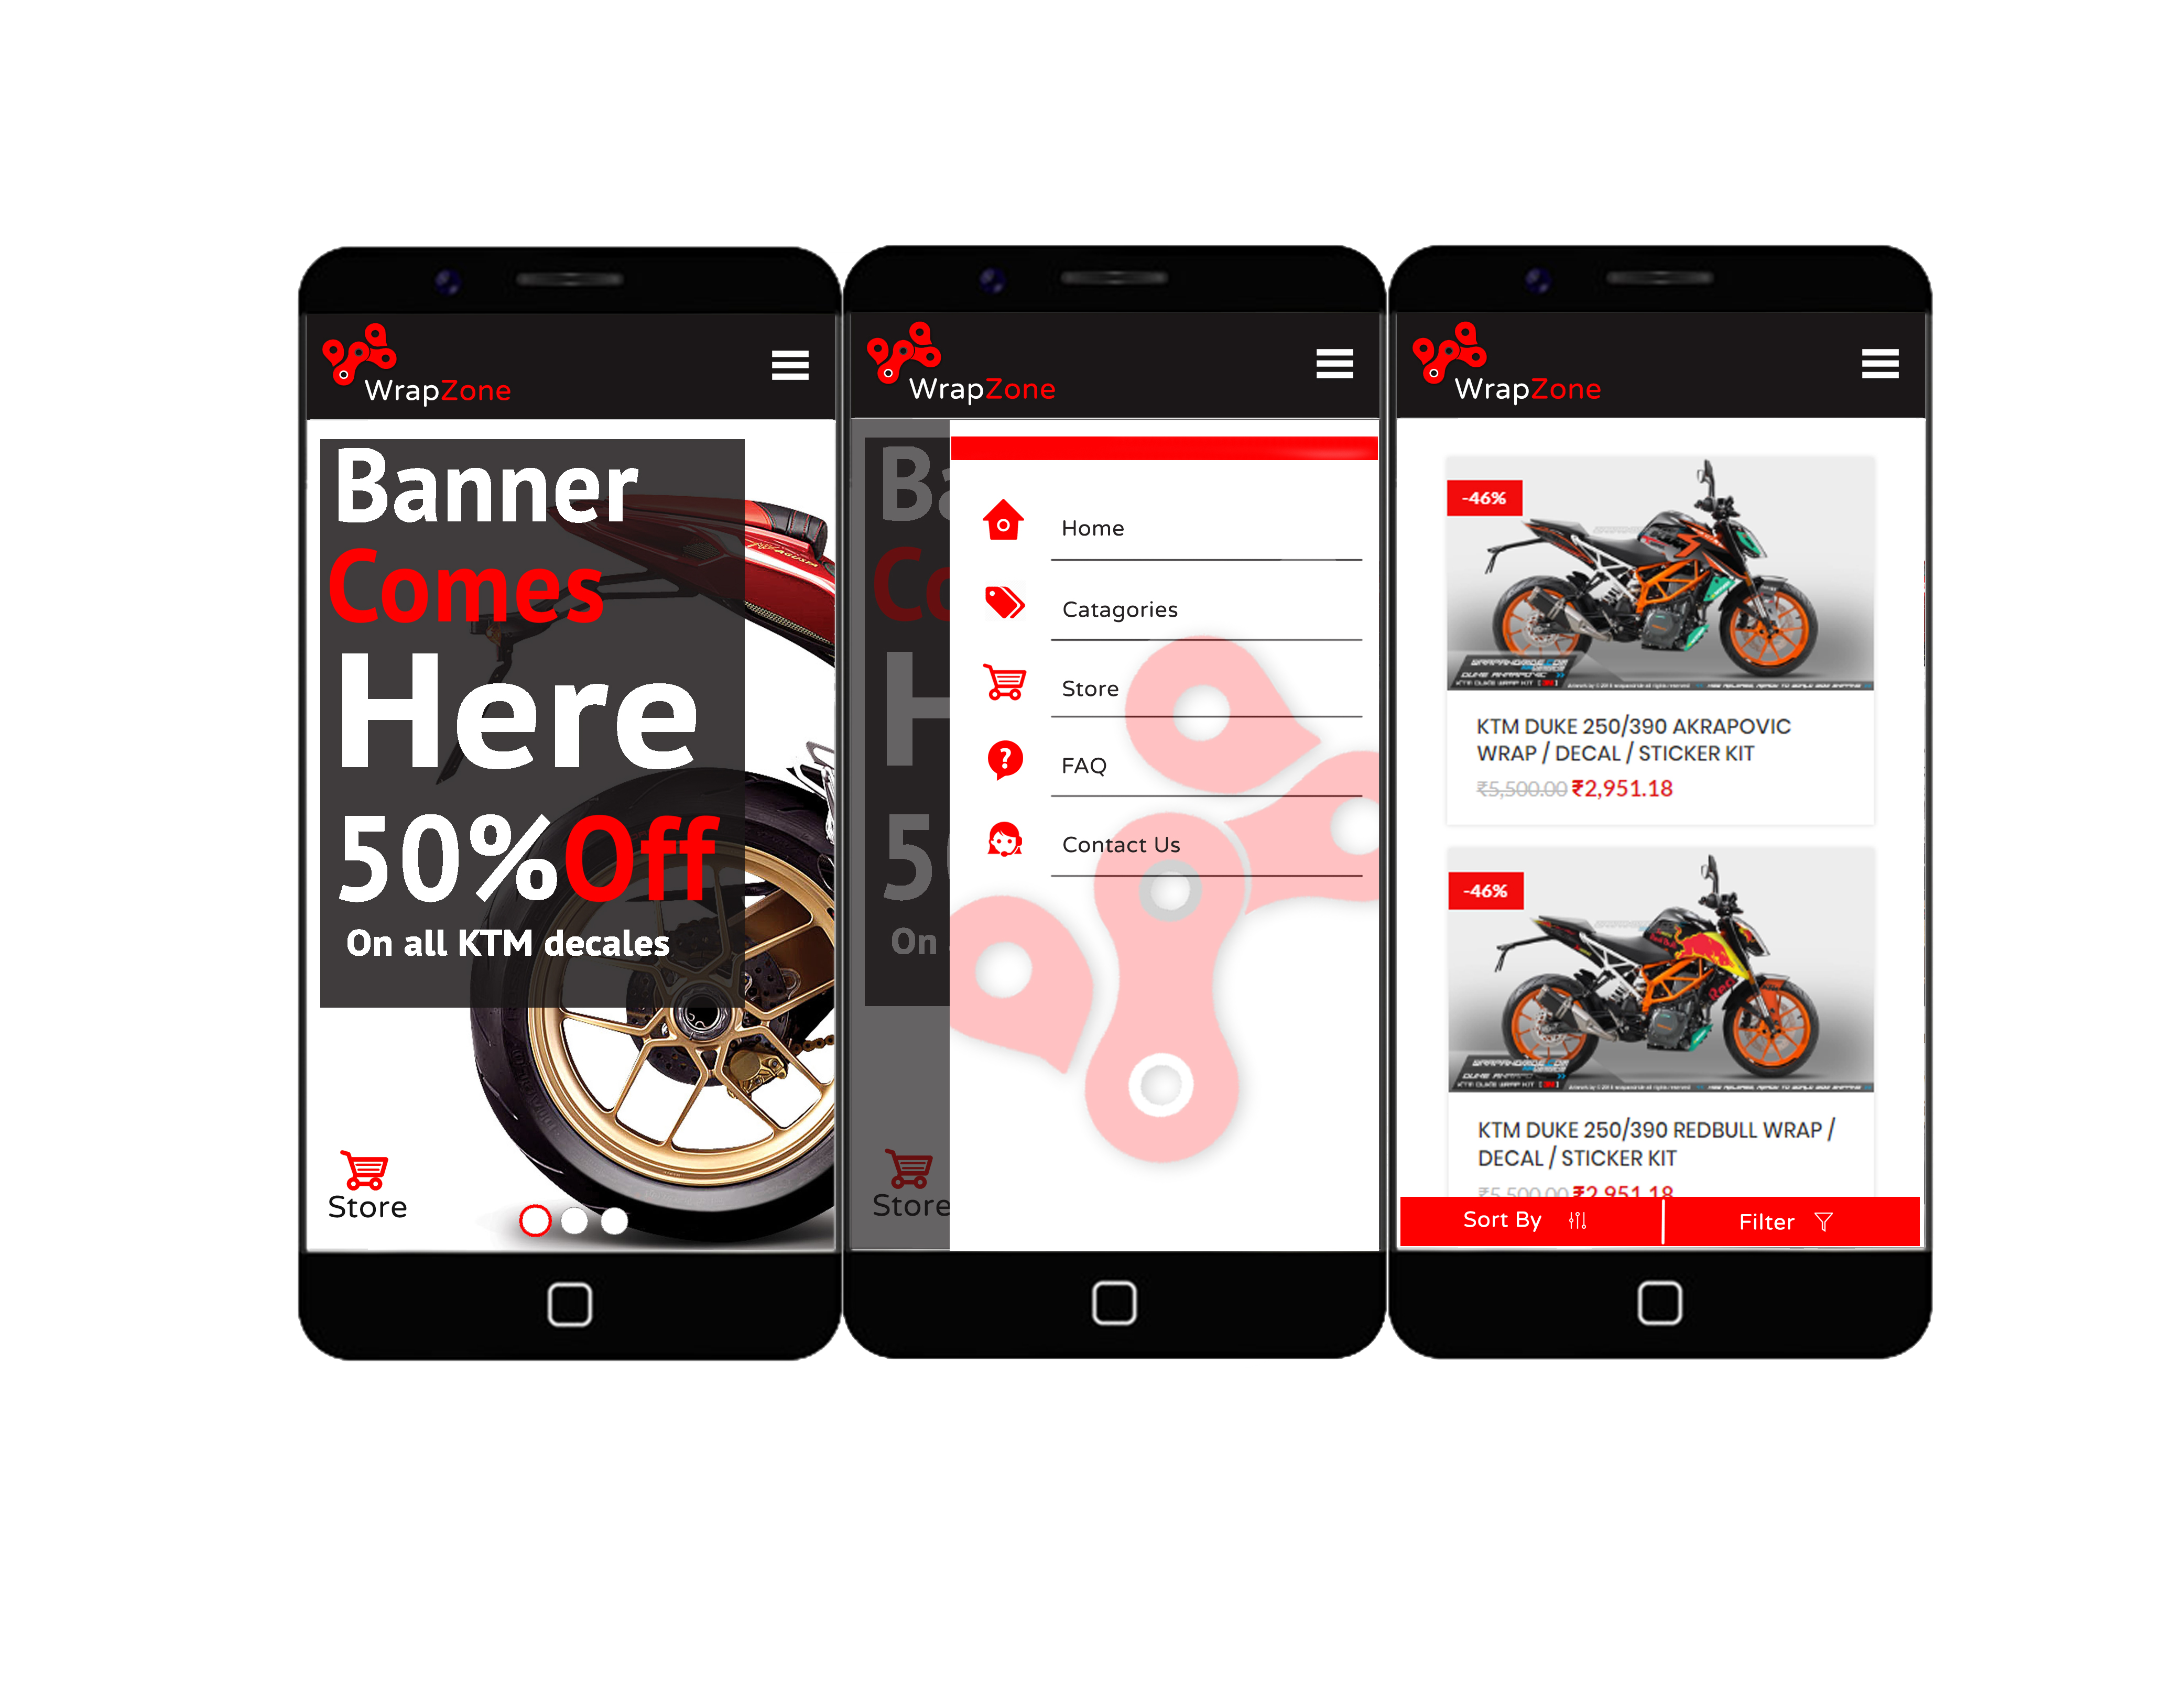 WrapZone
Banner
Comes
Here
50%Off
On all KTM decales
Store
WrapZone
Ba
Co
H
50
On
Store
Home
Catagories
Store
FAQ
Contact Us
WrapZone
-46%
KTM DUKE 250/390 AKRAPOVIC
WRAP / DECAL / STICKER KIT
₹5,500.00 ₹2,951.18
-46%
KTM DUKE 250/390 REDBULL WRAP /
DECAL / STICKER KIT
₹5,500.00 ₹2,951.18
Sort By
Filter